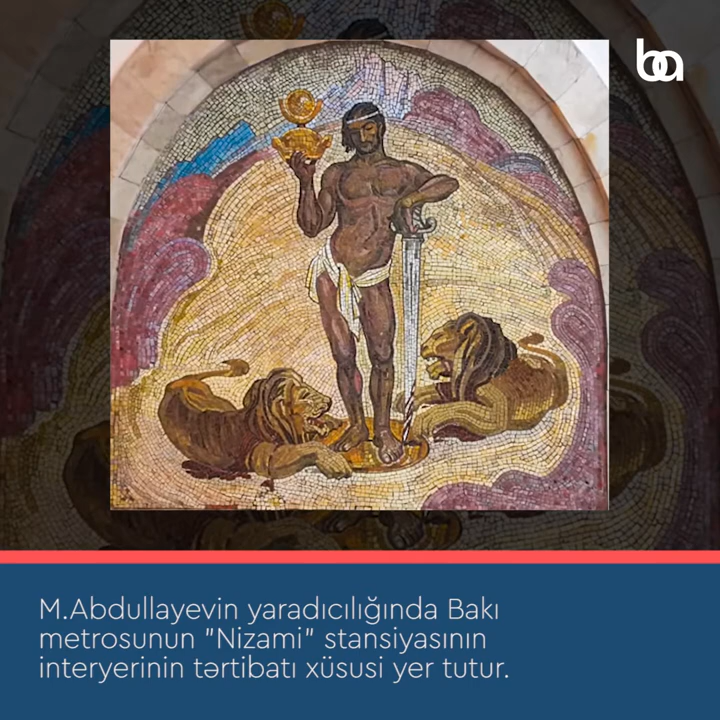 ba
M.Abdullayevin yaradıcılığında Bakı
metrosunun "Nizami" stansiyasının
interyerinin tərtibatı xüsusi yer tutur.